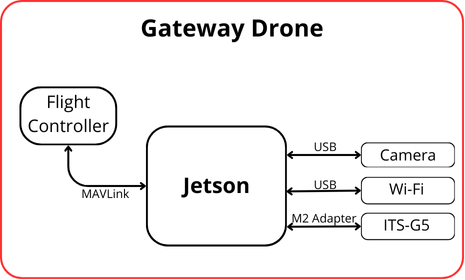 Gateway Drone
Flight
Controller
MAVLink
Jetson
USB
Camera
USB
Wi-Fi
M2 Adapter
ITS-G5